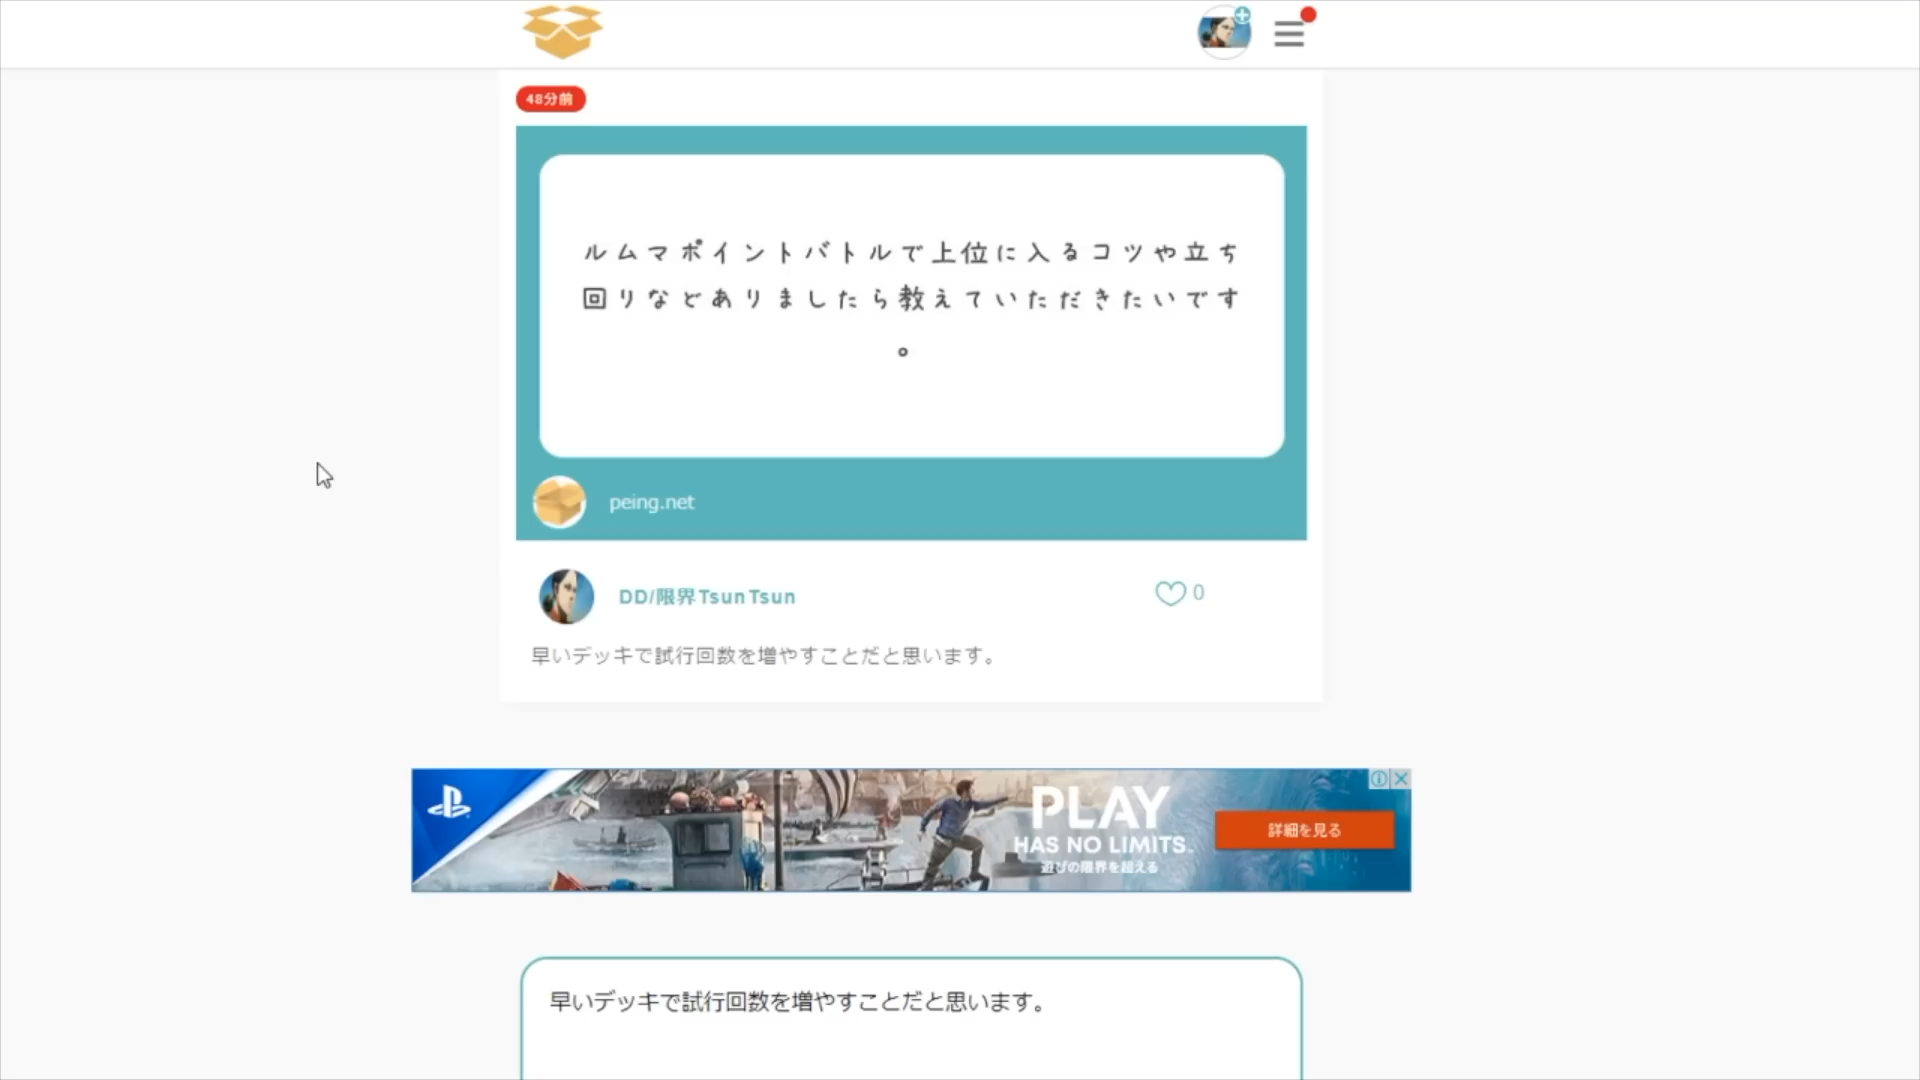 48分前
ルムマポイントバトルで上位に入るコツや立ち
回りなどありましたら教えていただきたいです
。
peing.net
DD/限界TsunTsun
0
早いデッキで試行回数を増やすことだと思います。
PLAY
HAS NO LIMITS™
遊びの限界を超える
詳細を見る
早いデッキで試行回数を増やすことだと思います。